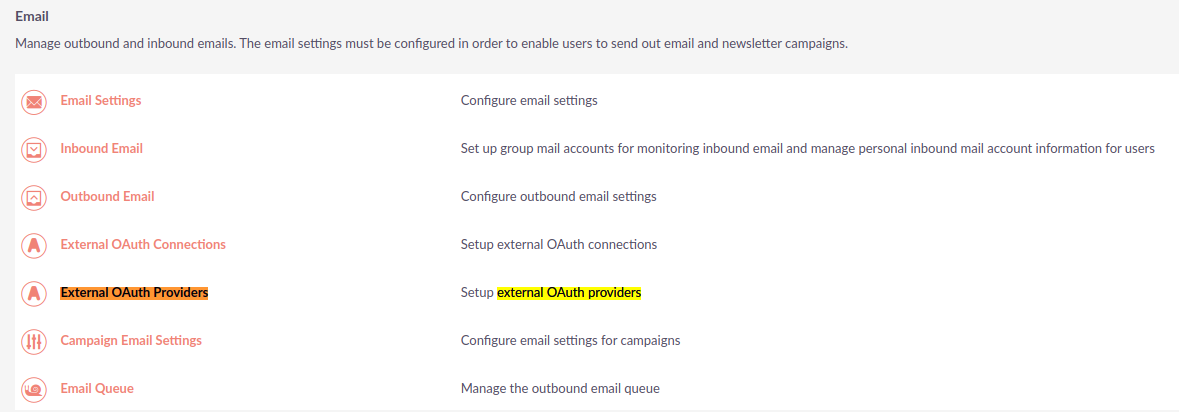 Email
Manage outbound and inbound emails. The email settings must be configured in order to enable users to send out email and newsletter campaigns.
Email Settings Configure email settings
Inbound Email Set up group mail accounts for monitoring inbound email and manage personal inbound mail account information for users
Outbound Email Configure outbound email settings
External OAuth Connections Setup external OAuth connections
External OAuth Providers Setup external OAuth providers
Campaign Email Settings Configure email settings for campaigns
Email Queue Manage the outbound email queue